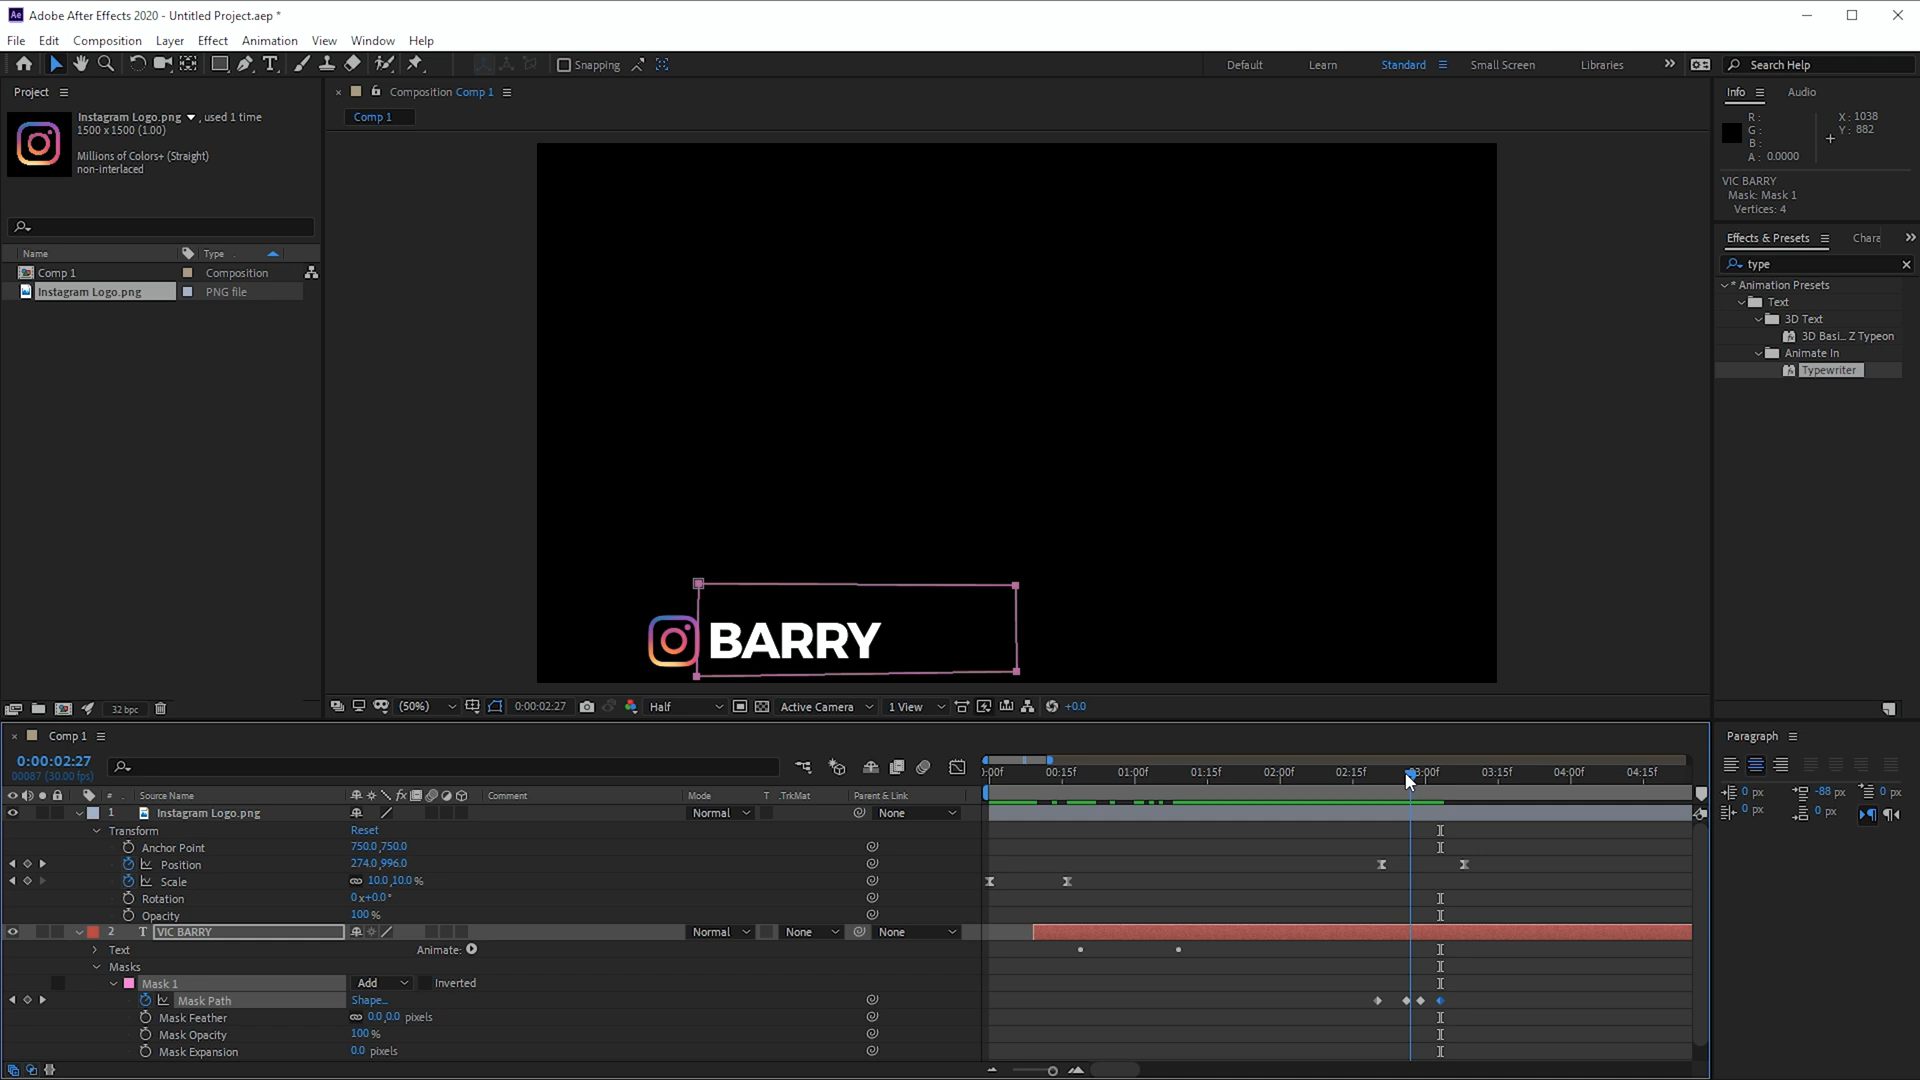 Adobe After Effects 2020 - Untitled Project.aep *
File Edit Composition Layer Effect Animation View Window Help
Snapping Default Learn Standard Small Screen Libraries Search Help
Project
Instagram Logo.png , used 1 time
1500 x 1500 (1.00)
Millions of Colors+ (Straight)
non-interlaced
Name Type
Comp 1 Composition
Instagram Logo.png PNG file
32 bpc
Composition Comp 1
Comp 1
BARRY
(50%) 0:00:02:27 Half Active Camera 1 View +0.0
Info Audio
R: X: 1038
G: Y: 882
B:
A: 0.0000
VIC BARRY
Mask: Mask 1
Vertices: 4
Effects & Presets Chara
type
* Animation Presets
Text
3D Text
3D Basi... Z Typeon
Animate In
Typewriter
Comp 1
0:00:02:27
00087 (30.00 fps)
:00f 00:15f 01:00f 01:15f 02:00f 02:15f 03:00f 03:15f 04:00f 04:15f
# Source Name Comment Mode T .TrkMat Parent & Link
1 Instagram Logo.png Normal None
Transform Reset
Anchor Point 750.0,750.0
Position 274.0,996.0
Scale 10.0,10.0%
Rotation 0x+0.0°
Opacity 100%
2 T VIC BARRY Normal None None
Text Animate:
Masks
Mask 1 Add Inverted
Mask Path Shape...
Mask Feather 0.0,0.0 pixels
Mask Opacity 100%
Mask Expansion 0.0 pixels
Paragraph
0 px -88 px 0 px
0 px 0 px